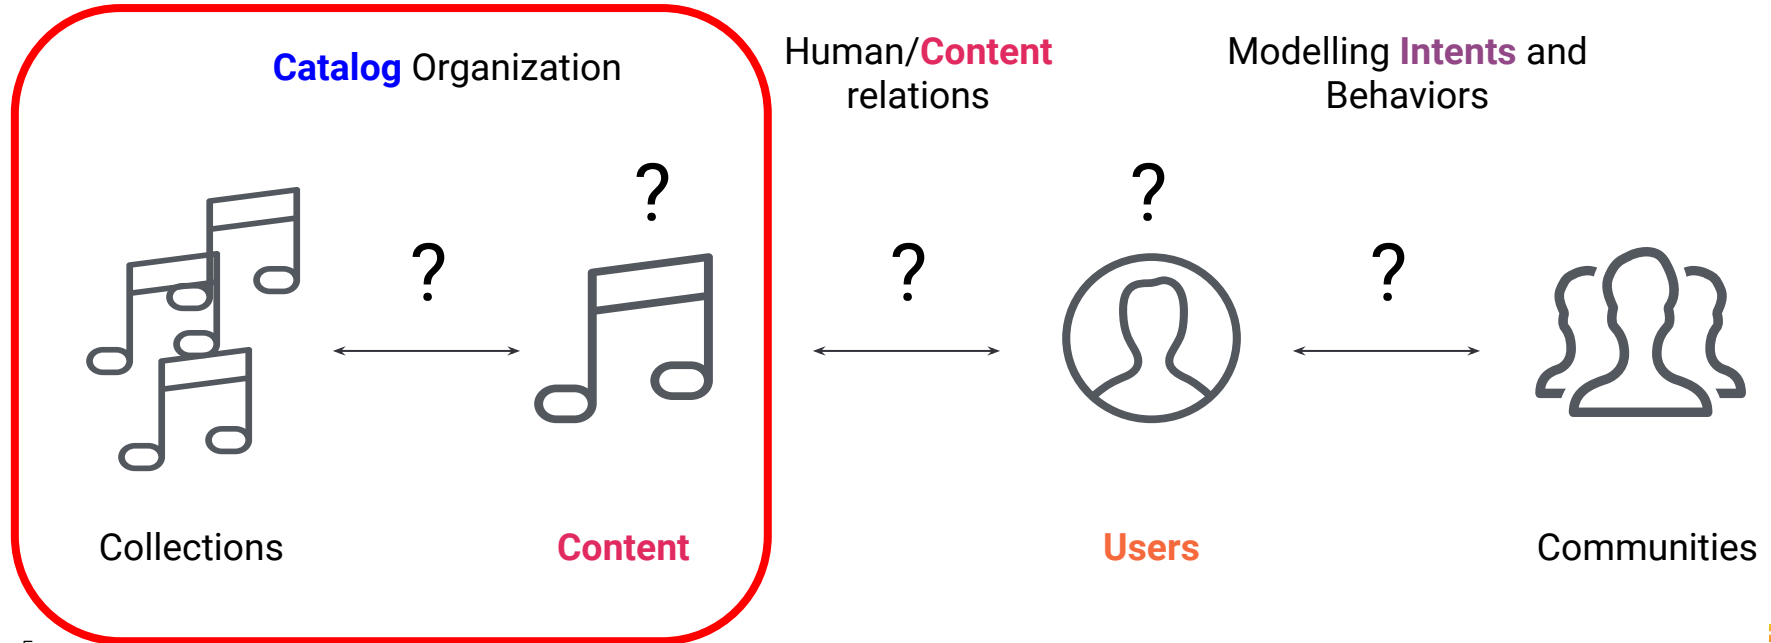 Catalog Organization
Human/Content
relations
Modelling Intents and
Behaviors
?
?
?
?
?
Collections
Content
Users
Communities